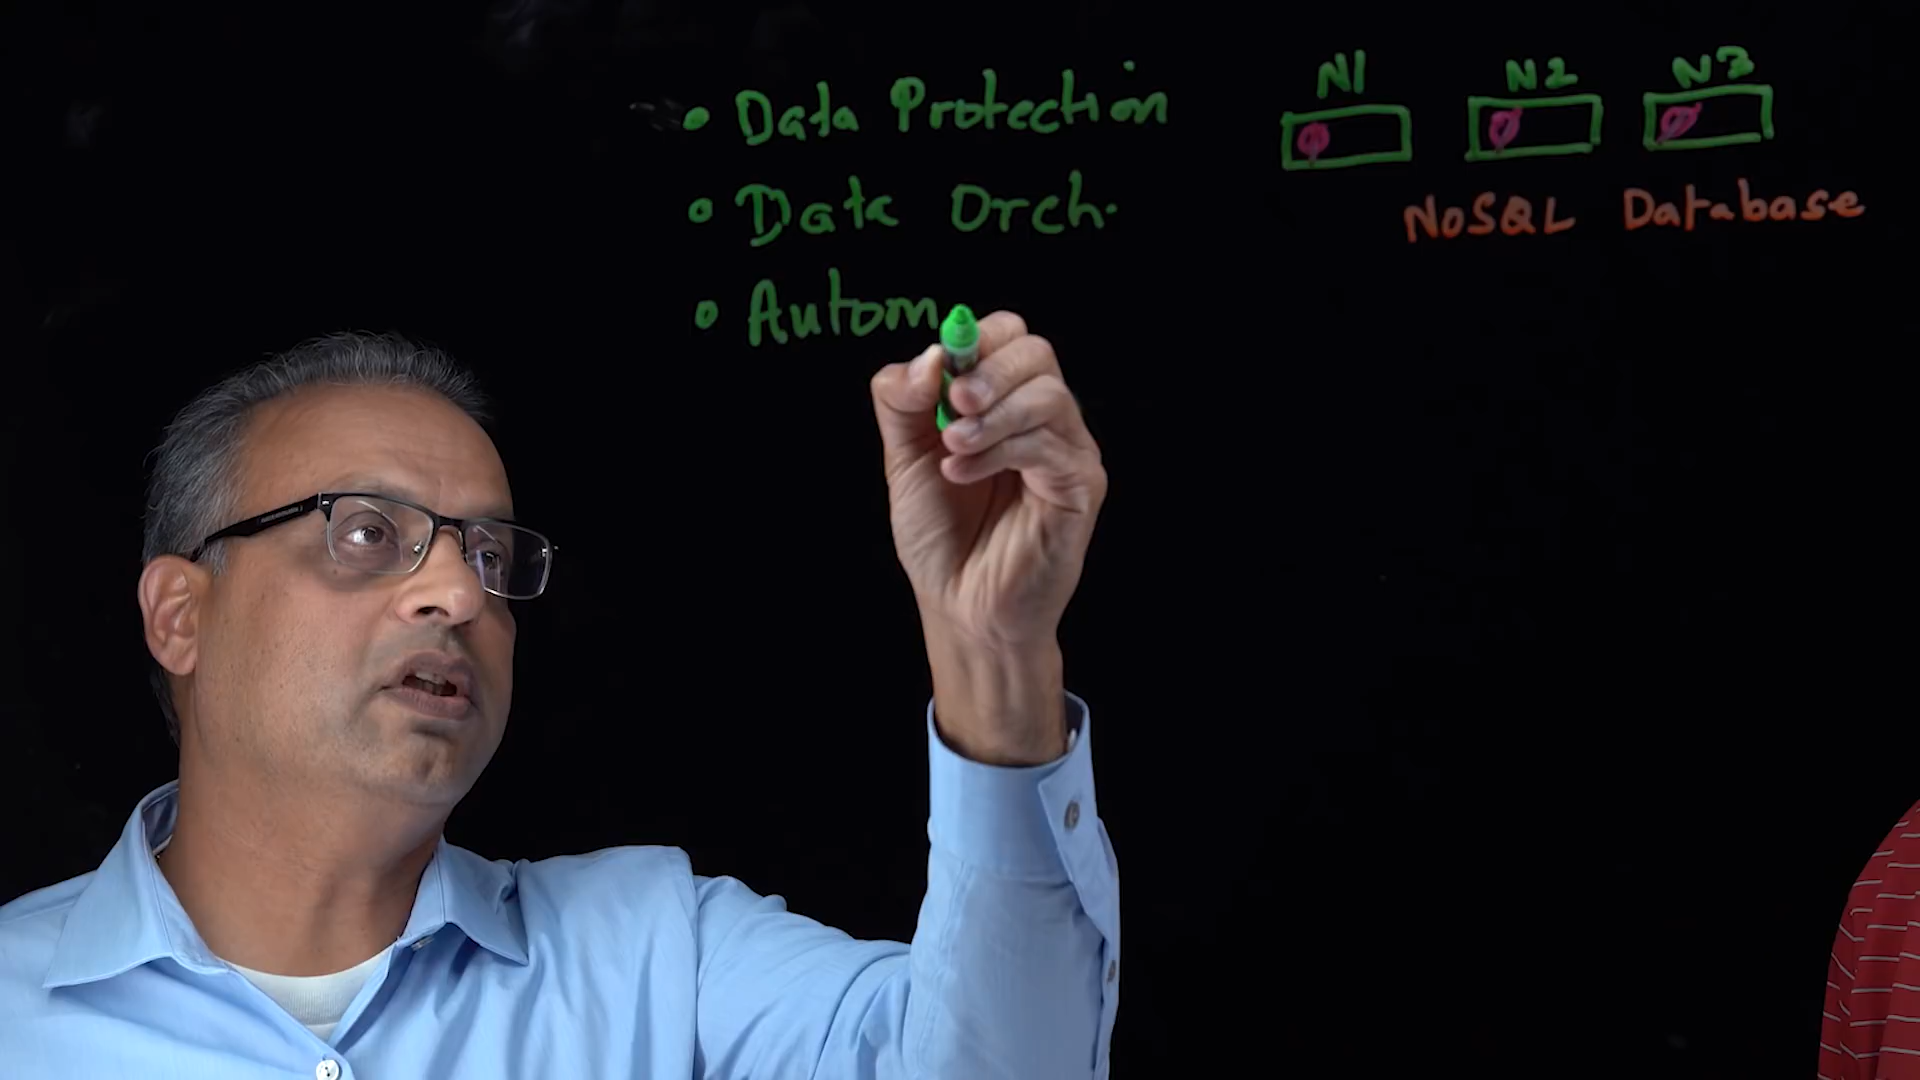 • Data Protection
• Data Orch.
• Autom
N1 N2 N3
NoSQL Database